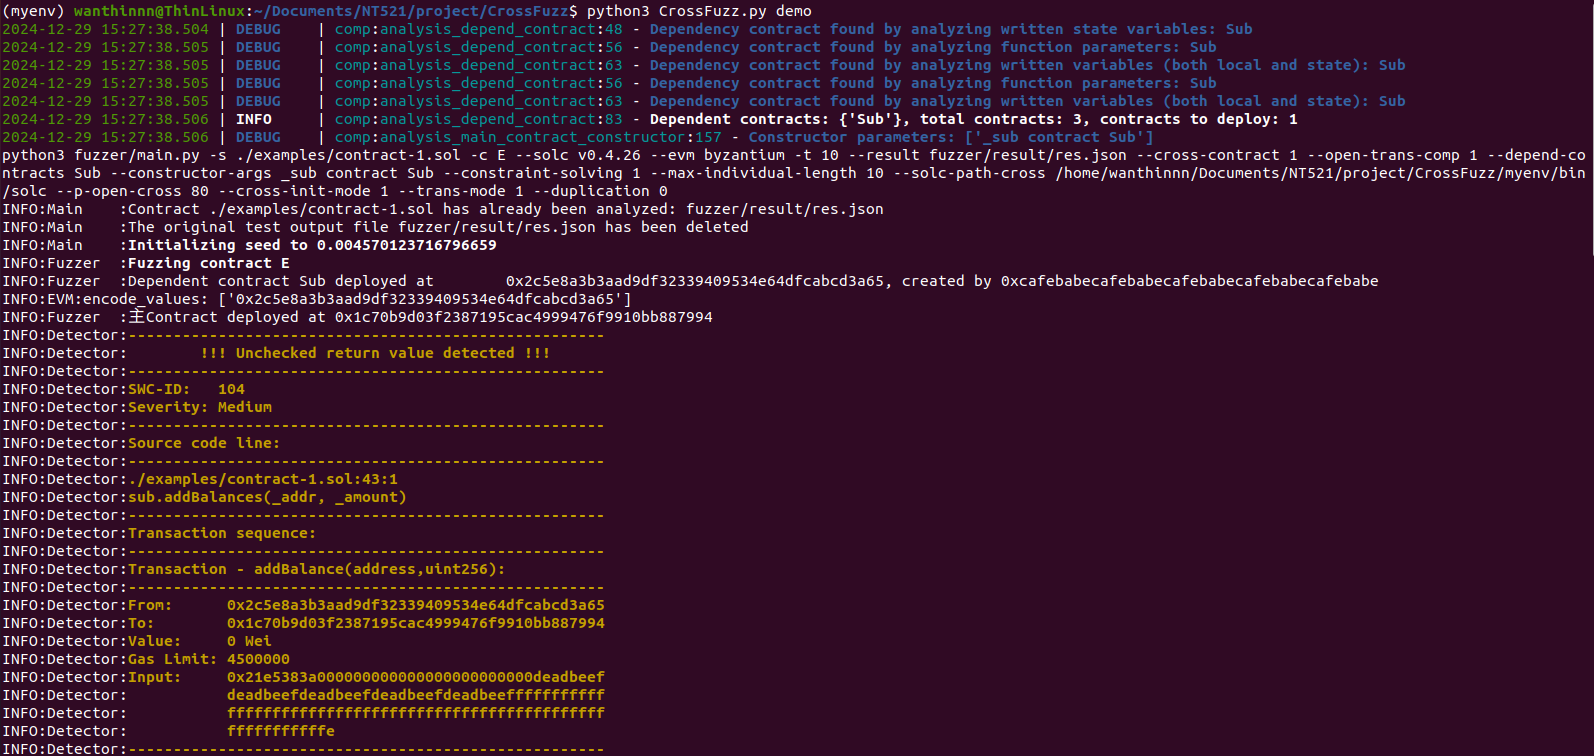 (myenv) wanthinnn@ThinLinux:~/Documents/NT521/project/CrossFuzz$ python3 CrossFuzz.py demo
2024-12-29 15:27:38.504 | DEBUG    | comp:analysis_depend_contract:48 - Dependency contract found by analyzing written state variables: Sub
2024-12-29 15:27:38.505 | DEBUG    | comp:analysis_depend_contract:56 - Dependency contract found by analyzing function parameters: Sub
2024-12-29 15:27:38.505 | DEBUG    | comp:analysis_depend_contract:63 - Dependency contract found by analyzing written variables (both local and state): Sub
2024-12-29 15:27:38.505 | DEBUG    | comp:analysis_depend_contract:56 - Dependency contract found by analyzing function parameters: Sub
2024-12-29 15:27:38.505 | DEBUG    | comp:analysis_depend_contract:63 - Dependency contract found by analyzing written variables (both local and state): Sub
2024-12-29 15:27:38.506 | INFO     | comp:analysis_depend_contract:83 - Dependent contracts: {'Sub'}, total contracts: 3, contracts to deploy: 1
2024-12-29 15:27:38.506 | DEBUG    | comp:analysis_main_contract_constructor:157 - Constructor parameters: ['_sub contract Sub']
python3 fuzzer/main.py -s ./examples/contract-1.sol -c E --solc v0.4.26 --evm byzantium -t 10 --result fuzzer/result/res.json --cross-contract 1 --open-trans-comp 1 --depend-co
ntracts Sub --constructor-args _sub contract Sub --constraint-solving 1 --max-individual-length 10 --solc-path-cross /home/wanthinnn/Documents/NT521/project/CrossFuzz/myenv/bin
/solc --p-open-cross 80 --cross-init-mode 1 --trans-mode 1 --duplication 0
INFO:Main    :Contract ./examples/contract-1.sol has already been analyzed: fuzzer/result/res.json
INFO:Main    :The original test output file fuzzer/result/res.json has been deleted
INFO:Main    :Initializing seed to 0.004570123716796659
INFO:Fuzzer  :Fuzzing contract E
INFO:Fuzzer  :Dependent contract Sub deployed at        0x2c5e8a3b3aad9df32339409534e64dfcabcd3a65, created by 0xcafebabecafebabecafebabecafebabecafebabe
INFO:EVM:encode_values: ['0x2c5e8a3b3aad9df32339409534e64dfcabcd3a65']
INFO:Fuzzer  :主Contract deployed at 0x1c70b9d03f2387195cac4999476f9910bb887994
INFO:Detector:-----------------------------------------------------
INFO:Detector:        !!! Unchecked return value detected !!!
INFO:Detector:-----------------------------------------------------
INFO:Detector:SWC-ID:   104
INFO:Detector:Severity: Medium
INFO:Detector:-----------------------------------------------------
INFO:Detector:Source code line:
INFO:Detector:-----------------------------------------------------
INFO:Detector:./examples/contract-1.sol:43:1
INFO:Detector:sub.addBalances(_addr, _amount)
INFO:Detector:-----------------------------------------------------
INFO:Detector:Transaction sequence:
INFO:Detector:-----------------------------------------------------
INFO:Detector:Transaction - addBalance(address,uint256):
INFO:Detector:-----------------------------------------------------
INFO:Detector:From:      0x2c5e8a3b3aad9df32339409534e64dfcabcd3a65
INFO:Detector:To:        0x1c70b9d03f2387195cac4999476f9910bb887994
INFO:Detector:Value:     0 Wei
INFO:Detector:Gas Limit: 4500000
INFO:Detector:Input:     0x21e5383a000000000000000000000000deadbeef
INFO:Detector:           deadbeefdeadbeefdeadbeefdeadbeefffffffffff
INFO:Detector:           ffffffffffffffffffffffffffffffffffffffffff
INFO:Detector:           fffffffffffe
INFO:Detector:-----------------------------------------------------